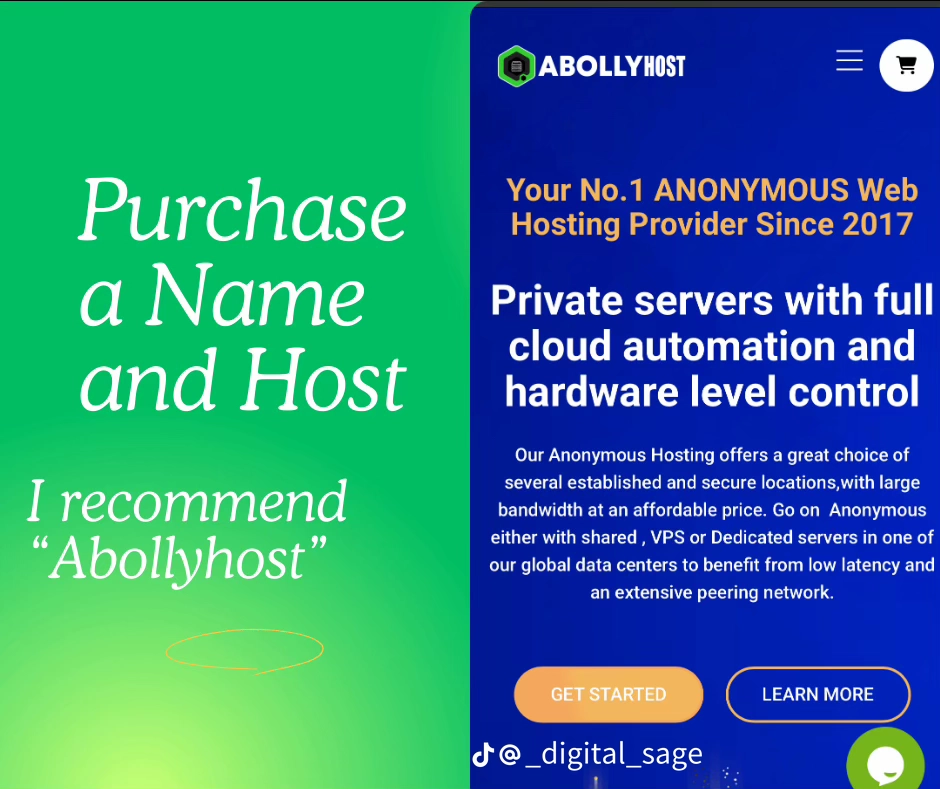 Purchase
a Name
and Host
I recommend
“Abollyhost”
ABOLLYHOST
Your No.1 ANONYMOUS Web
Hosting Provider Since 2017
Private servers with full
cloud automation and
hardware level control
Our Anonymous Hosting offers a great choice of
several established and secure locations,with large
bandwidth at an affordable price. Go on  Anonymous
either with shared , VPS or Dedicated servers in one of
our global data centers to benefit from low latency and
an extensive peering network.
GET STARTED
LEARN MORE
@_digital_sage